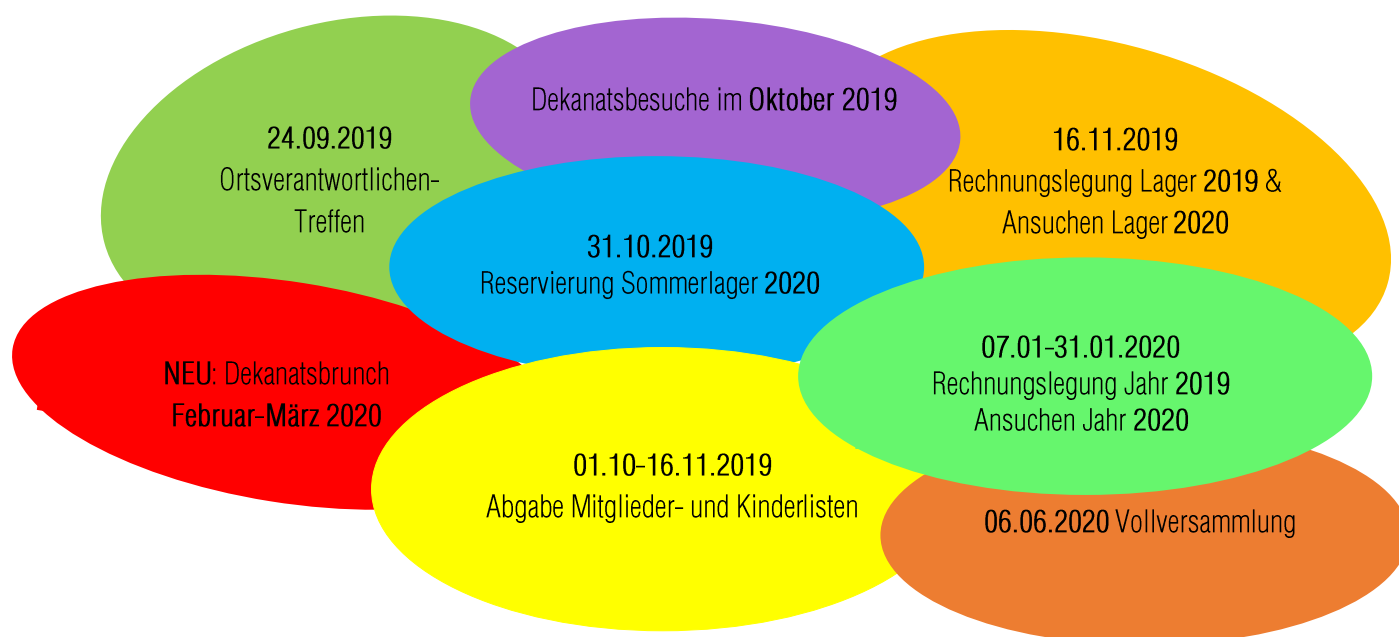 Dekanatsbesuche im Oktober 2019
24.09.2019
Ortsverantwortlichen-
Treffen
16.11.2019
Rechnungslegung Lager 2019 &
Ansuchen Lager 2020
31.10.2019
Reservierung Sommerlager 2020
NEU: Dekanatsbrunch
Februar-März 2020
07.01-31.01.2020
Rechnungslegung Jahr 2019
Ansuchen Jahr 2020
01.10-16.11.2019
Abgabe Mitglieder- und Kinderlisten
06.06.2020 Vollversammlung